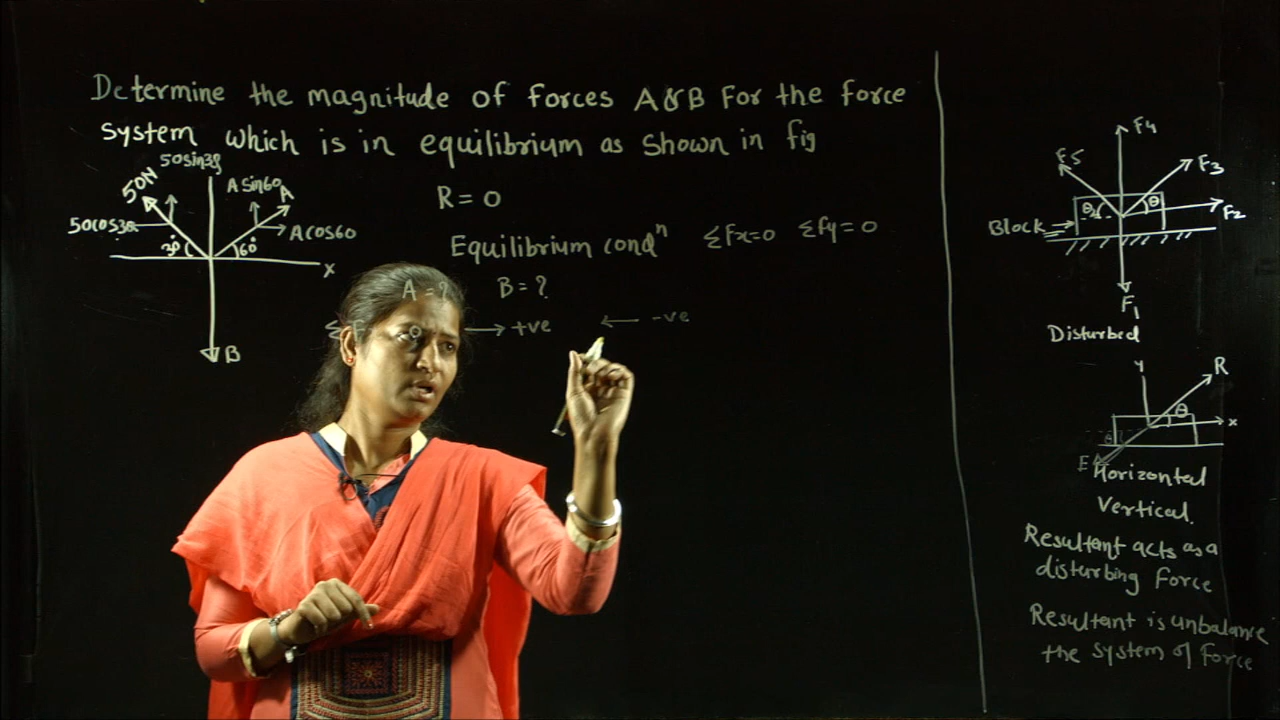 Determine the magnitude of forces A & B For the force
system which is in equilibrium as shown in fig
50sin30
50N
A sin60
A
50cos30
A cos60
30°
60°
x
B
R = 0
Equilibrium condⁿ ΣFx=0 ΣFy=0
A = ? B = ?
ΣF 0 → +ve ← -ve
F4
F5
F3
θ
θ
F2
Block
F1
Disturbed
y
R
θ
x
E
Horizontal
Vertical.
Resultant acts as a
disturbing force
Resultant is unbalance
the system of Force